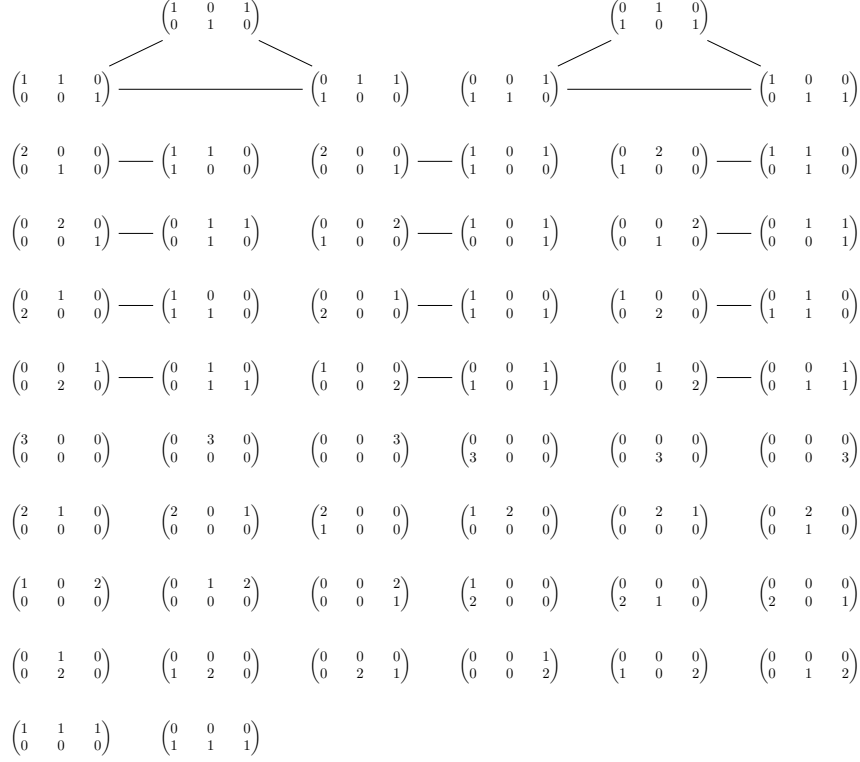 (1 0 1) (0 1 0)
(0 1 0) (1 0 1)
(1 1 0) (0 1 1) (0 0 1) (1 0 0)
(0 0 1) (1 0 0) (1 1 0) (0 1 1)
(2 0 0) (1 1 0) (2 0 0) (1 0 1) (0 2 0) (1 1 0)
(0 1 0) (1 0 0) (0 0 1) (1 0 0) (1 0 0) (0 1 0)
(0 2 0) (0 1 1) (0 0 2) (1 0 1) (0 0 2) (0 1 1)
(0 0 1) (0 1 0) (1 0 0) (0 0 1) (0 1 0) (0 0 1)
(0 1 0) (1 0 0) (0 0 1) (1 0 0) (1 0 0) (0 1 0)
(2 0 0) (1 1 0) (2 0 0) (1 0 1) (0 2 0) (1 1 0)
(0 0 1) (0 1 0) (1 0 0) (0 0 1) (0 1 0) (0 0 1)
(0 2 0) (0 1 1) (0 0 2) (1 0 1) (0 0 2) (0 1 1)
(3 0 0) (0 3 0) (0 0 3) (0 0 0) (0 0 0) (0 0 0)
(0 0 0) (0 0 0) (0 0 0) (3 0 0) (0 3 0) (0 0 3)
(2 1 0) (2 0 1) (2 0 0) (1 2 0) (0 2 1) (0 2 0)
(0 0 0) (0 0 0) (1 0 0) (0 0 0) (0 0 0) (0 1 0)
(1 0 2) (0 1 2) (0 0 2) (1 0 0) (0 0 0) (0 0 0)
(0 0 0) (0 0 0) (0 0 1) (2 0 0) (2 1 0) (2 0 1)
(0 1 0) (0 0 0) (0 0 0) (0 0 1) (0 0 0) (0 0 0)
(0 2 0) (1 2 0) (0 2 1) (0 0 2) (1 0 2) (0 1 2)
(1 1 1) (0 0 0)
(0 0 0) (1 1 1)